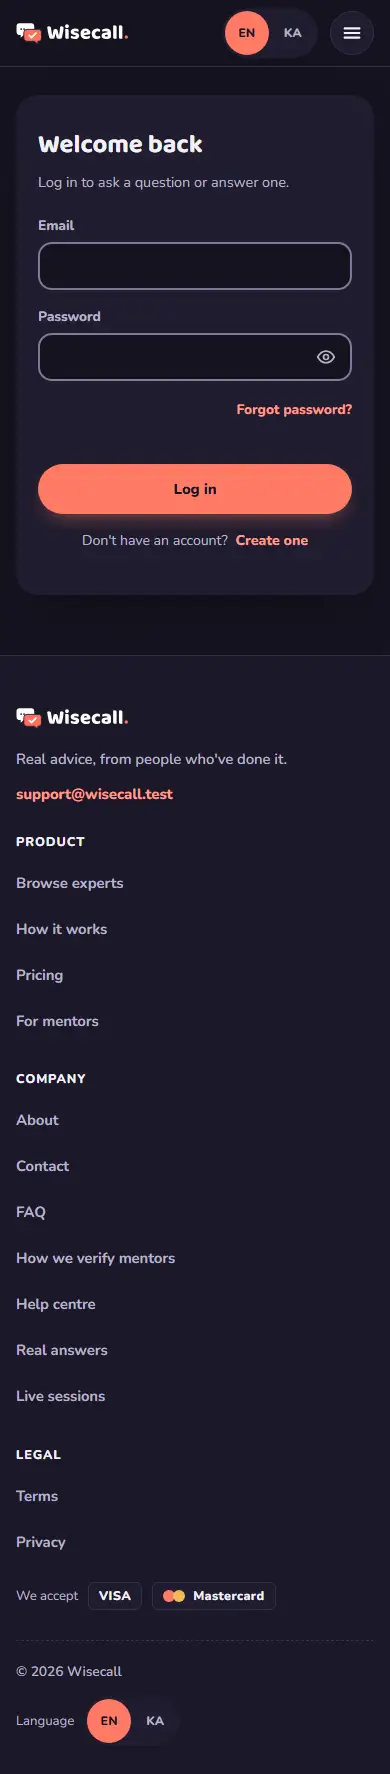 Wisecall.
EN KA
Welcome back
Log in to ask a question or answer one.
Email
Password
Forgot password?
Log in
Don't have an account? Create one
Wisecall.
Real advice, from people who've done it.
support@wisecall.test
PRODUCT
Browse experts
How it works
Pricing
For mentors
COMPANY
About
Contact
FAQ
How we verify mentors
Help centre
Real answers
Live sessions
LEGAL
Terms
Privacy
We accept VISA Mastercard
© 2026 Wisecall
Language EN KA